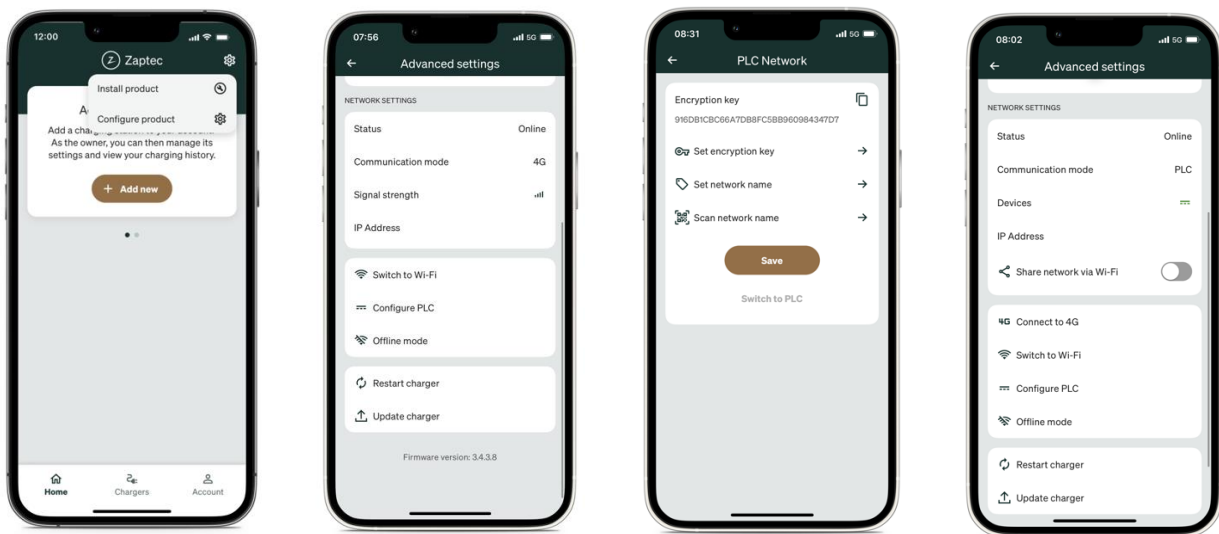 12:00
Zaptec
Install product
Configure product
A
Add a charging station to your account.
As the owner, you can then manage its
settings and view your charging history.
+ Add new
Home
Chargers
Account
07:56
5G
Advanced settings
NETWORK SETTINGS
Status
Online
Communication mode
4G
Signal strength
IP Address
Switch to Wi-Fi
Configure PLC
Offline mode
Restart charger
Update charger
Firmware version: 3.4.3.8
08:31
5G
PLC Network
Encryption key
916DB1CBC66A7DB8FC5BB960984347D7
Set encryption key
Set network name
Scan network name
Save
Switch to PLC
08:02
5G
Advanced settings
NETWORK SETTINGS
Status
Online
Communication mode
PLC
Devices
IP Address
Share network via Wi-Fi
4G Connect to 4G
Switch to Wi-Fi
Configure PLC
Offline mode
Restart charger
Update charger